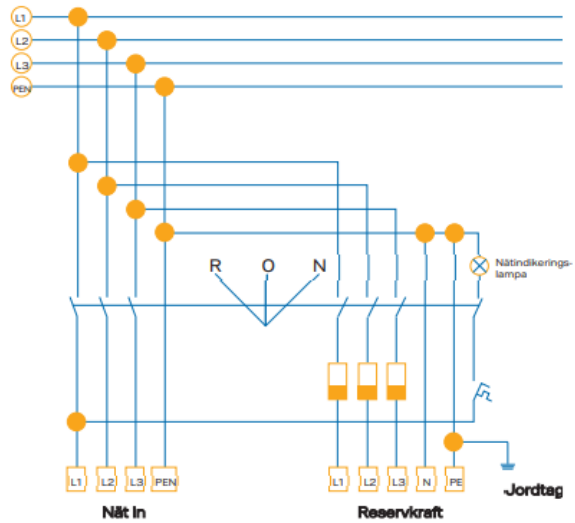 L1
L2
L3
PEN
R O N
Nätindikerings-
lampa
L1 L2 L3 PEN L1 L2 L3 N PE
Jordtag
Nät In Reservkraft